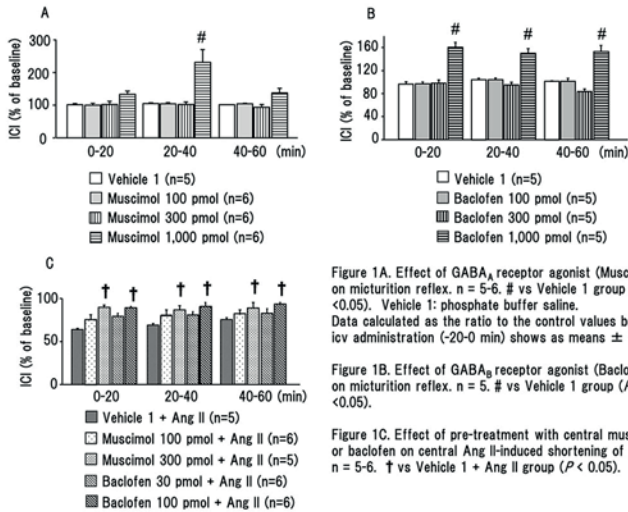 A
ICI (% of baseline)
300
200
100
0
#
0-20
20-40
40-60 (min)
Vehicle 1 (n=5)
Muscimol 100 pmol (n=6)
Muscimol 300 pmol (n=6)
Muscimol 1,000 pmol (n=6)
B
ICI (% of baseline)
160
120
80
40
0
#
#
#
0-20
20-40
40-60 (min)
Vehicle 1 (n=5)
Baclofen 100 pmol (n=5)
Baclofen 300 pmol (n=5)
Baclofen 1,000 pmol (n=5)
C
ICI (% of baseline)
100
50
0
† †
† †
† †
0-20
20-40
40-60 (min)
Vehicle 1 + Ang II (n=5)
Muscimol 100 pmol + Ang II (n=6)
Muscimol 300 pmol + Ang II (n=5)
Baclofen 30 pmol + Ang II (n=6)
Baclofen 100 pmol + Ang II (n=6)
Figure 1A. Effect of GABA_A receptor agonist (Musc
on micturition reflex. n = 5-6. # vs Vehicle 1 group
<0.05). Vehicle 1: phosphate buffer saline.
Data calculated as the ratio to the control values b
icv administration (-20-0 min) shows as means ±
Figure 1B. Effect of GABA_B receptor agonist (Baclo
on micturition reflex. n = 5. # vs Vehicle 1 group (
<0.05).
Figure 1C. Effect of pre-treatment with central mus
or baclofen on central Ang II-induced shortening of
n = 5-6. † vs Vehicle 1 + Ang II group (P < 0.05).